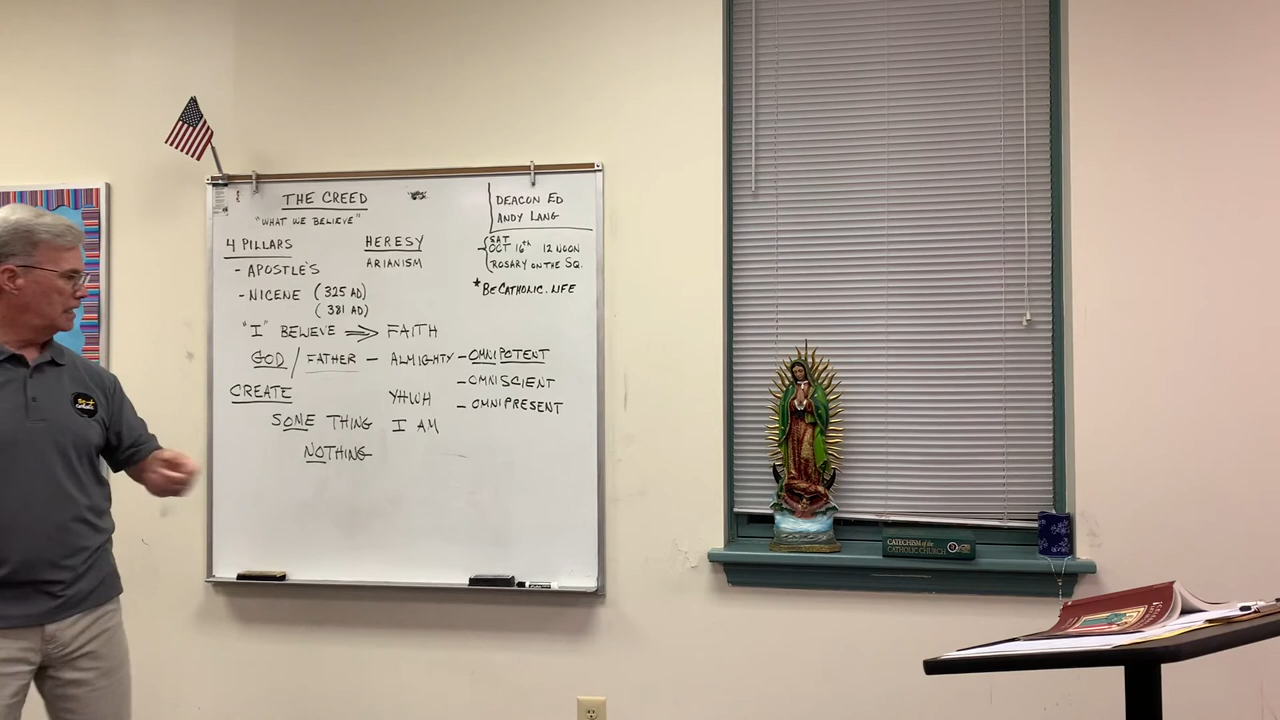 THE CREED
"WHAT WE BELIEVE"
4 PILLARS
- APOSTLE'S
- NICENE (325 AD)
(381 AD)
HERESY
ARIANISM
DEACON ED
ANDY LANG
SAT
OCT 16th 12 NOON
ROSARY ON THE SQ.
*BECATHOLIC.LIFE
"I" BELIEVE ⇒ FAITH
GOD / FATHER - ALMIGHTY - OMNIPOTENT
- OMNISCIENT
- OMNIPRESENT
CREATE
YHWH
SOME THING I AM
NOTHING
CATECHISM of the
CATHOLIC CHURCH